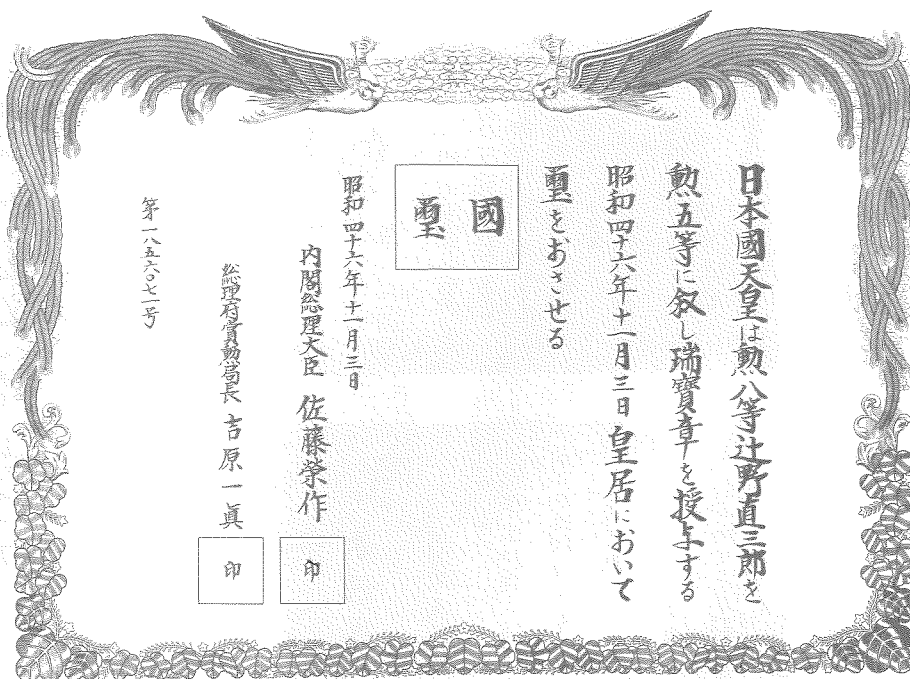 日本國天皇は勲八等辻野直三郎を
勲五等に叙し瑞寶章を授与する
昭和四十六年十一月三日皇居において
璽をおさせる
國
璽
昭和四十六年十一月三日
内閣総理大臣 佐藤榮作
印
総理府賞勲局長 吉原一眞
印
第一八五六〇七一号